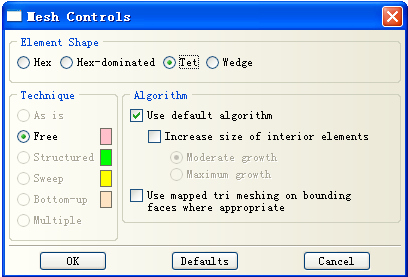 Mesh Controls
Element Shape
Hex Hex-dominated Tet Wedge
Technique
As is
Free
Structured
Sweep
Bottom-up
Multiple
Algorithm
Use default algorithm
Increase size of interior elements
Moderate growth
Maximum growth
Use mapped tri meshing on bounding
faces where appropriate
OK Defaults Cancel